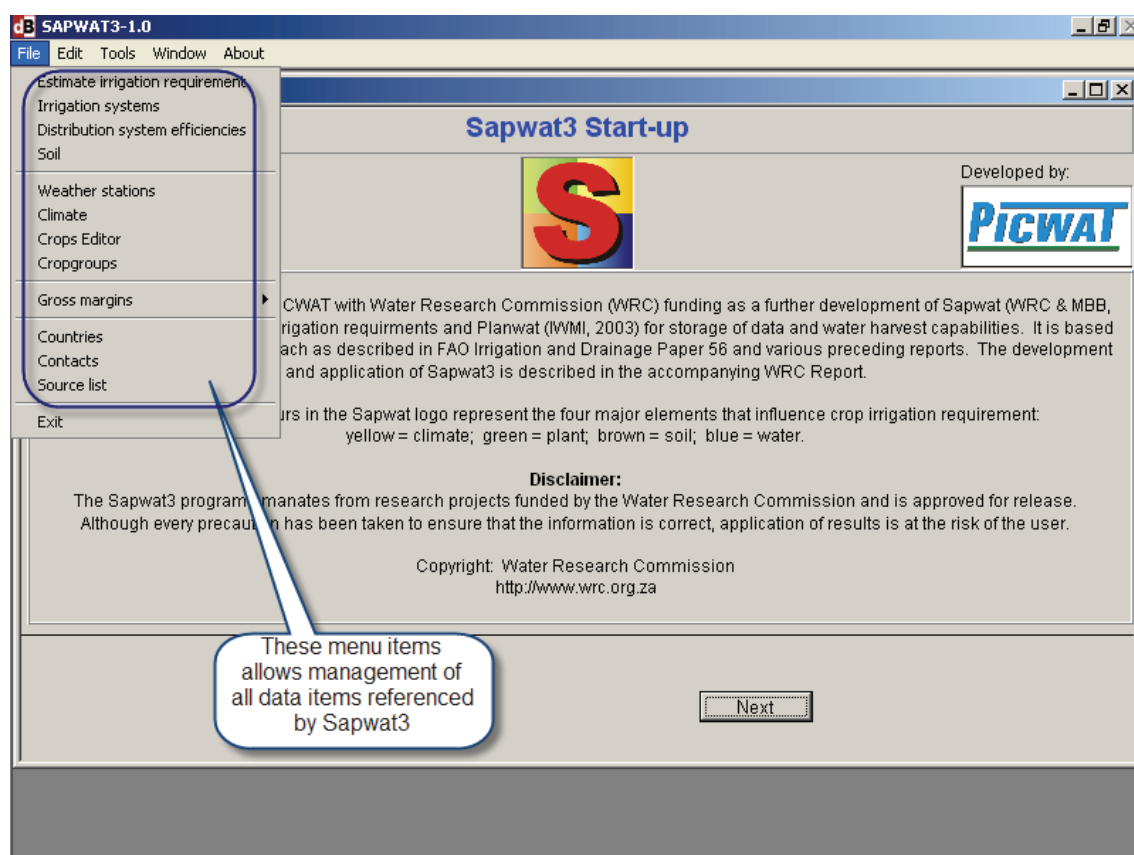 dB SAPWAT3-1.0
File Edit Tools Window About
Estimate irrigation requirement
Irrigation systems
Distribution system efficiencies
Soil
Weather stations
Climate
Crops Editor
Cropgroups
Gross margins
Countries
Contacts
Source list
Exit
Sapwat3 Start-up
S
Developed by:
PICWAT
CWAT with Water Research Commission (WRC) funding as a further development of Sapwat (WRC & MBB,
rigation requirments and Planwat (IWMI, 2003) for storage of data and water harvest capabilities. It is based
ach as described in FAO Irrigation and Drainage Paper 56 and various preceding reports. The development
and application of Sapwat3 is described in the accompanying WRC Report.
urs in the Sapwat logo represent the four major elements that influence crop irrigation requirement:
yellow = climate; green = plant; brown = soil; blue = water.
Disclaimer:
The Sapwat3 program emanates from research projects funded by the Water Research Commission and is approved for release.
Although every precaution has been taken to ensure that the information is correct, application of results is at the risk of the user.
Copyright: Water Research Commission
http://www.wrc.org.za
These menu items
allows management of
all data items referenced
by Sapwat3
Next